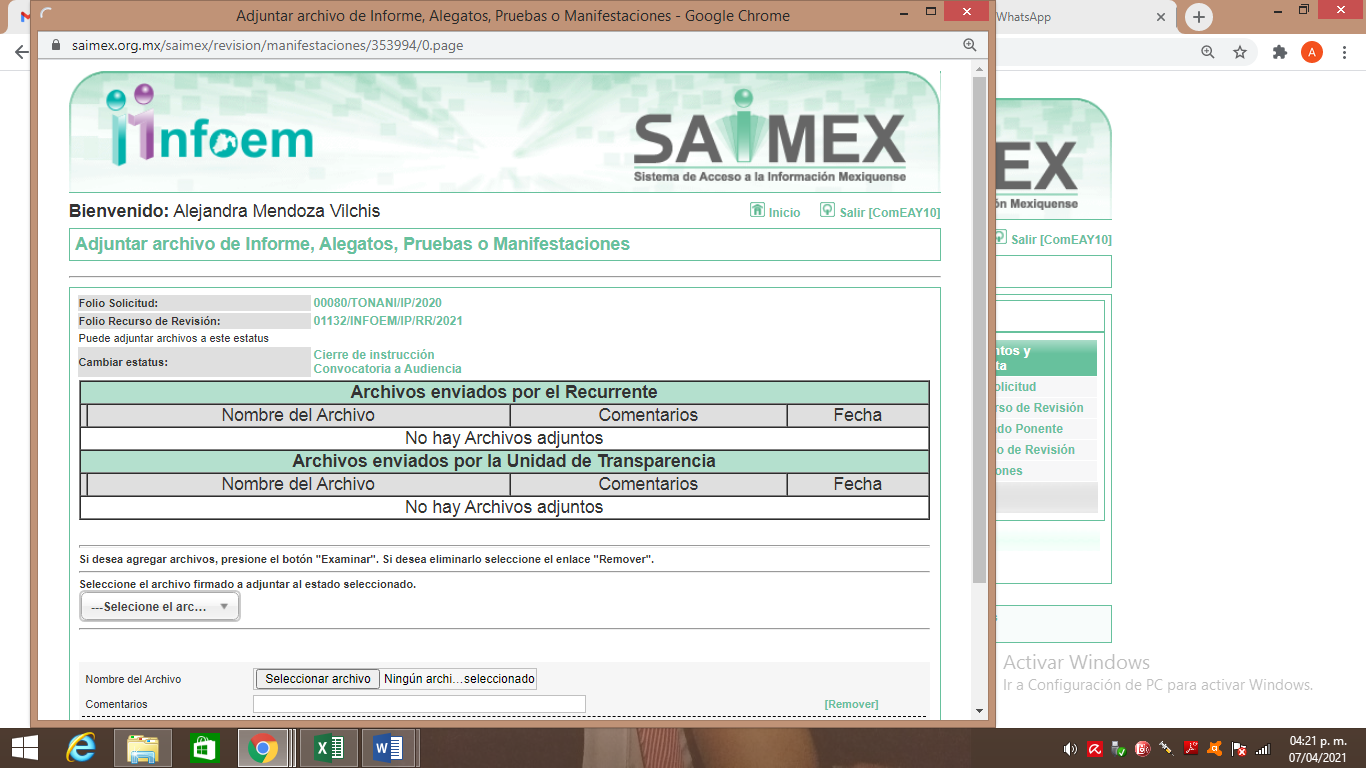 Adjuntar archivo de Informe, Alegatos, Pruebas o Manifestaciones - Google Chrome
WhatsApp
saimex.org.mx/saimex/revision/manifestaciones/353994/0.page
A
infoem
SAIMEX
Sistema de Acceso a la Información Mexiquense
EX
ón Mexiquense
Bienvenido: Alejandra Mendoza Vilchis
Inicio
Salir [ComEAY10]
Salir [ComEAY10]
Adjuntar archivo de Informe, Alegatos, Pruebas o Manifestaciones
Folio Solicitud: 00080/TONANI/IP/2020
Folio Recurso de Revisión: 01132/INFOEM/IP/RR/2021
Puede adjuntar archivos a este estatus
Cambiar estatus: Cierre de instrucción
Convocatoria a Audiencia
Archivos enviados por el Recurrente
Nombre del Archivo Comentarios Fecha
No hay Archivos adjuntos
Archivos enviados por la Unidad de Transparencia
Nombre del Archivo Comentarios Fecha
No hay Archivos adjuntos
ntos y
ta
olicitud
rso de Revisión
do Ponente
o de Revisión
ones
Si desea agregar archivos, presione el botón "Examinar". Si desea eliminarlo seleccione el enlace "Remover".
Seleccione el archivo firmado a adjuntar al estado seleccionado.
---Selecione el arc...
Nombre del Archivo Seleccionar archivo Ningún archi...seleccionado
Comentarios [Remover]
Activar Windows
Ir a Configuración de PC para activar Windows.
04:21 p. m.
07/04/2021